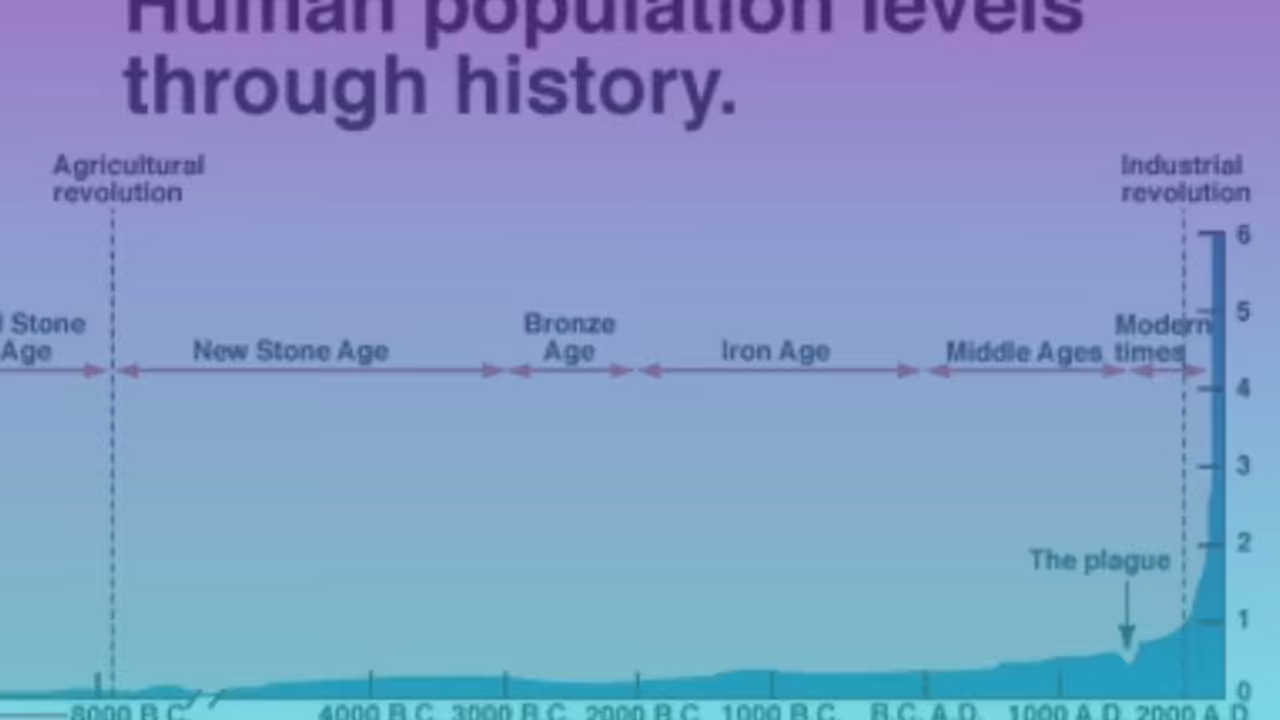 Human population levels
through history.
Agricultural
revolution
Industrial
revolution
6
5
Stone
Age
New Stone Age
Bronze
Age
Iron Age
Middle Ages
Modern
times
4
3
2
The plague
1
0
8000 B.C.
4000 B.C. 3000 B.C. 2000 B.C. 1000 B.C. B.C. A.D. 1000 A.D. 2000 A.D.